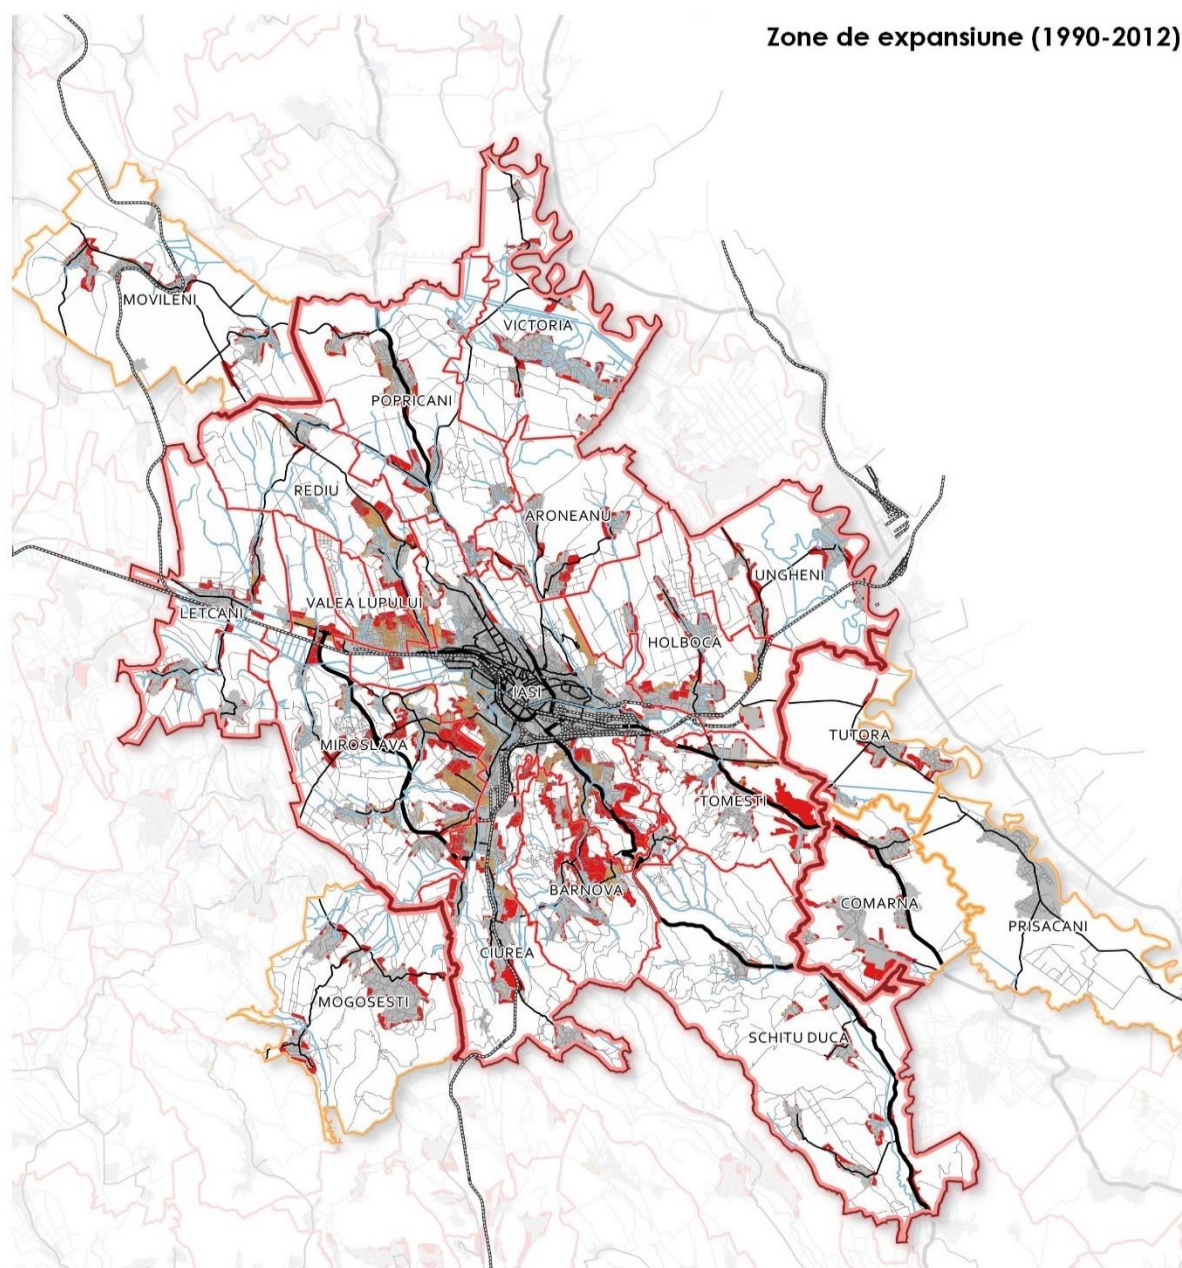 Zone de expansiune (1990-2012)
MOVILENI
VICTORIA
POPRICANI
REDIU
ARONEANU
UNGHENI
VALEA LUPULUI
LETCANI
HOLBOCA
IASI
MIROSLAVA
TUTORA
TOMESTI
BARNOVA
COMARNA
PRISACANI
CIUREA
MOGOSESTI
SCHITU DUCA